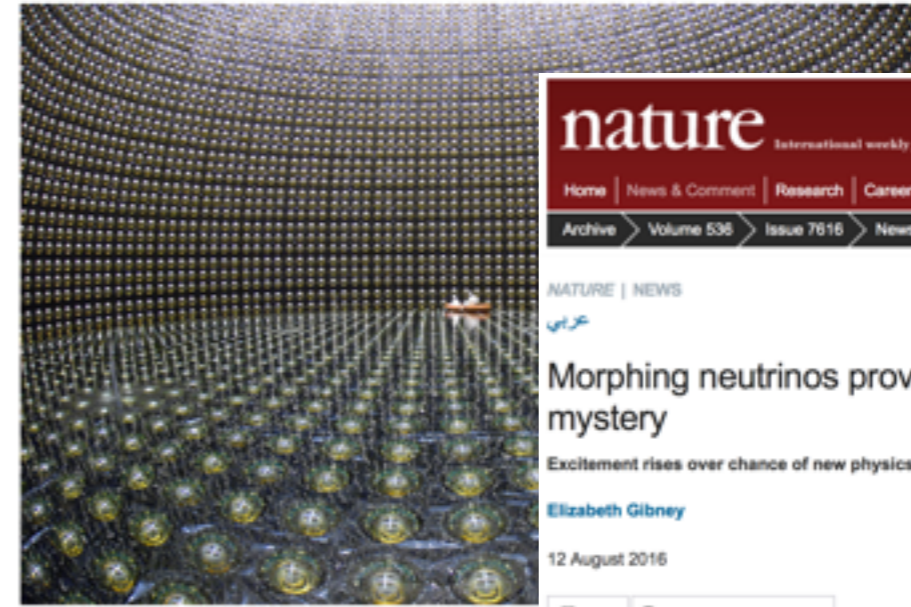 nature International weekly
Home News & Comment Research Career
Archive Volume 536 Issue 7616 News
NATURE | NEWS
عربي
Morphing neutrinos prov
mystery
Excitement rises over chance of new physics
Elizabeth Gibney
12 August 2016